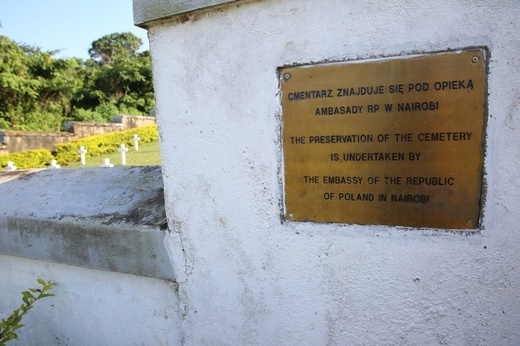 CMENTARZ ZNAJDUJE SIĘ POD OPIEKĄ
AMBASADY RP W NAIROBI
THE PRESERVATION OF THE CEMETERY
IS UNDERTAKEN BY
THE EMBASSY OF THE REPUBLIC
OF POLAND IN NAIROBI